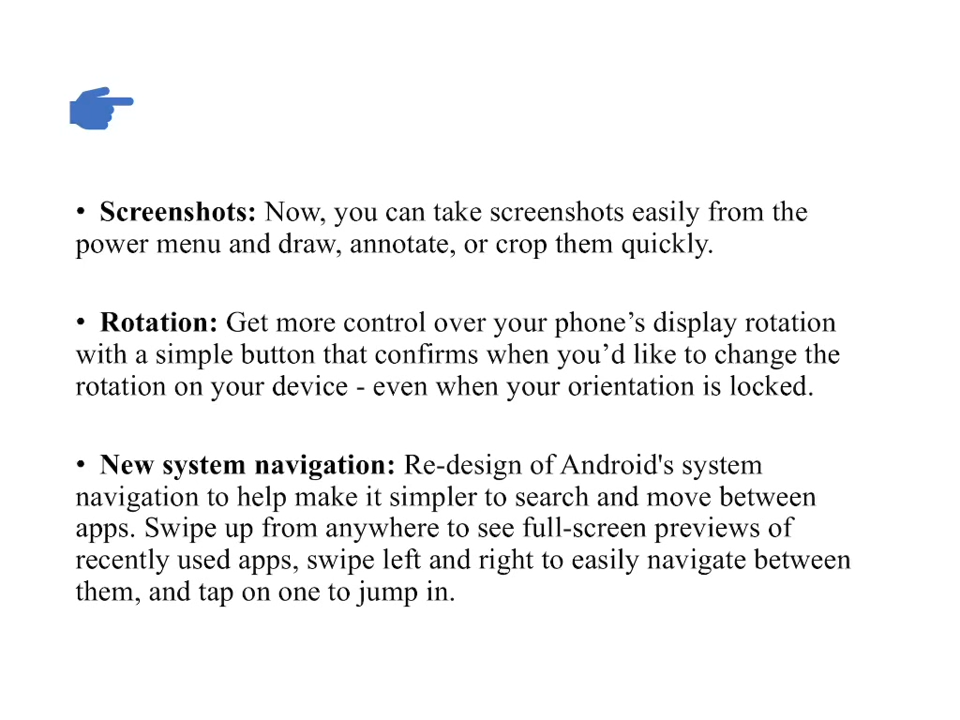 • Screenshots: Now, you can take screenshots easily from the
power menu and draw, annotate, or crop them quickly.
• Rotation: Get more control over your phone’s display rotation
with a simple button that confirms when you’d like to change the
rotation on your device - even when your orientation is locked.
• New system navigation: Re-design of Android's system
navigation to help make it simpler to search and move between
apps. Swipe up from anywhere to see full-screen previews of
recently used apps, swipe left and right to easily navigate between
them, and tap on one to jump in.